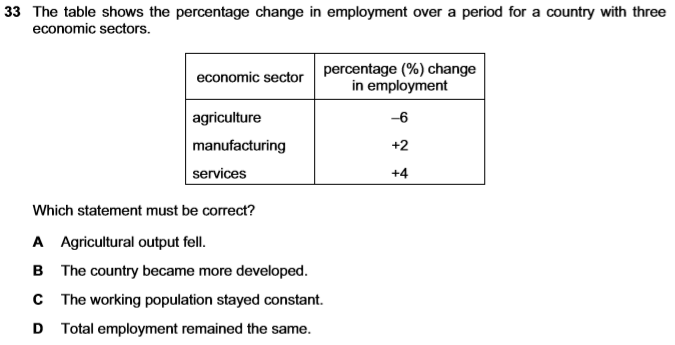 33 The table shows the percentage change in employment over a period for a country with three
economic sectors.
economic sector
percentage (%) change
in employment
agriculture –6
manufacturing +2
services +4
Which statement must be correct?
A Agricultural output fell.
B The country became more developed.
C The working population stayed constant.
D Total employment remained the same.